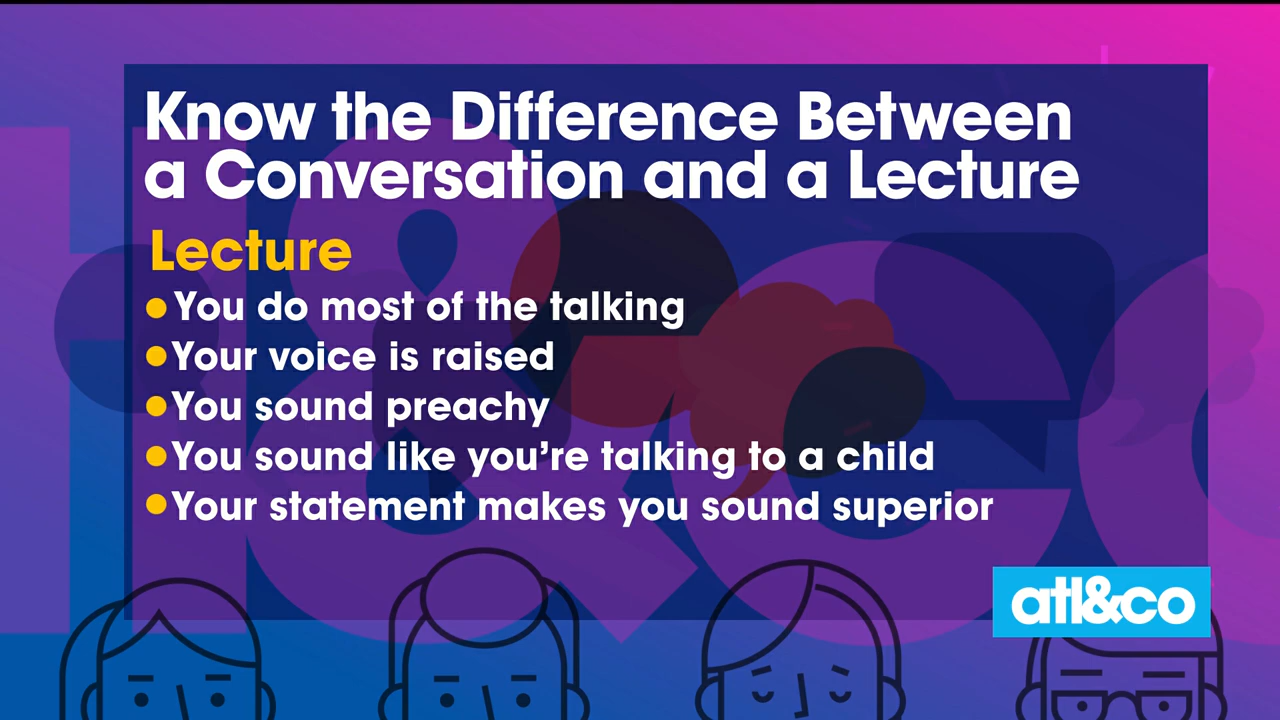 Know the Difference Between
a Conversation and a Lecture
Lecture
• You do most of the talking
• Your voice is raised
• You sound preachy
• You sound like you’re talking to a child
• Your statement makes you sound superior
atl&co